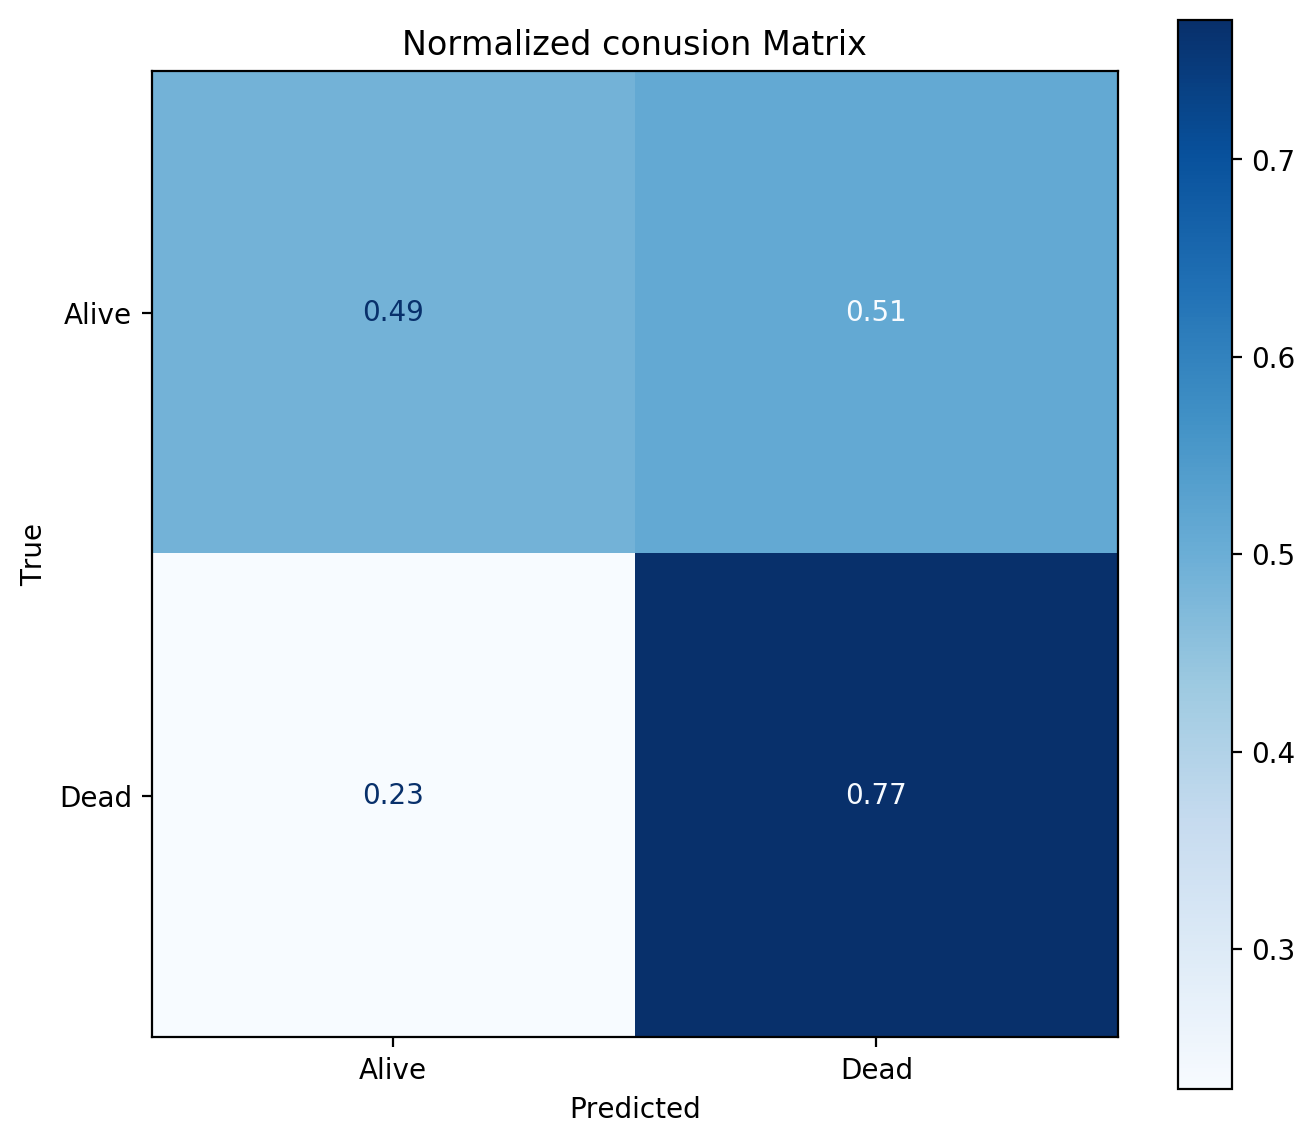 Normalized conusion Matrix
0.7
0.6
0.5
0.4
0.3
True
Alive
0.49
0.51
Dead
0.23
0.77
Alive
Dead
Predicted